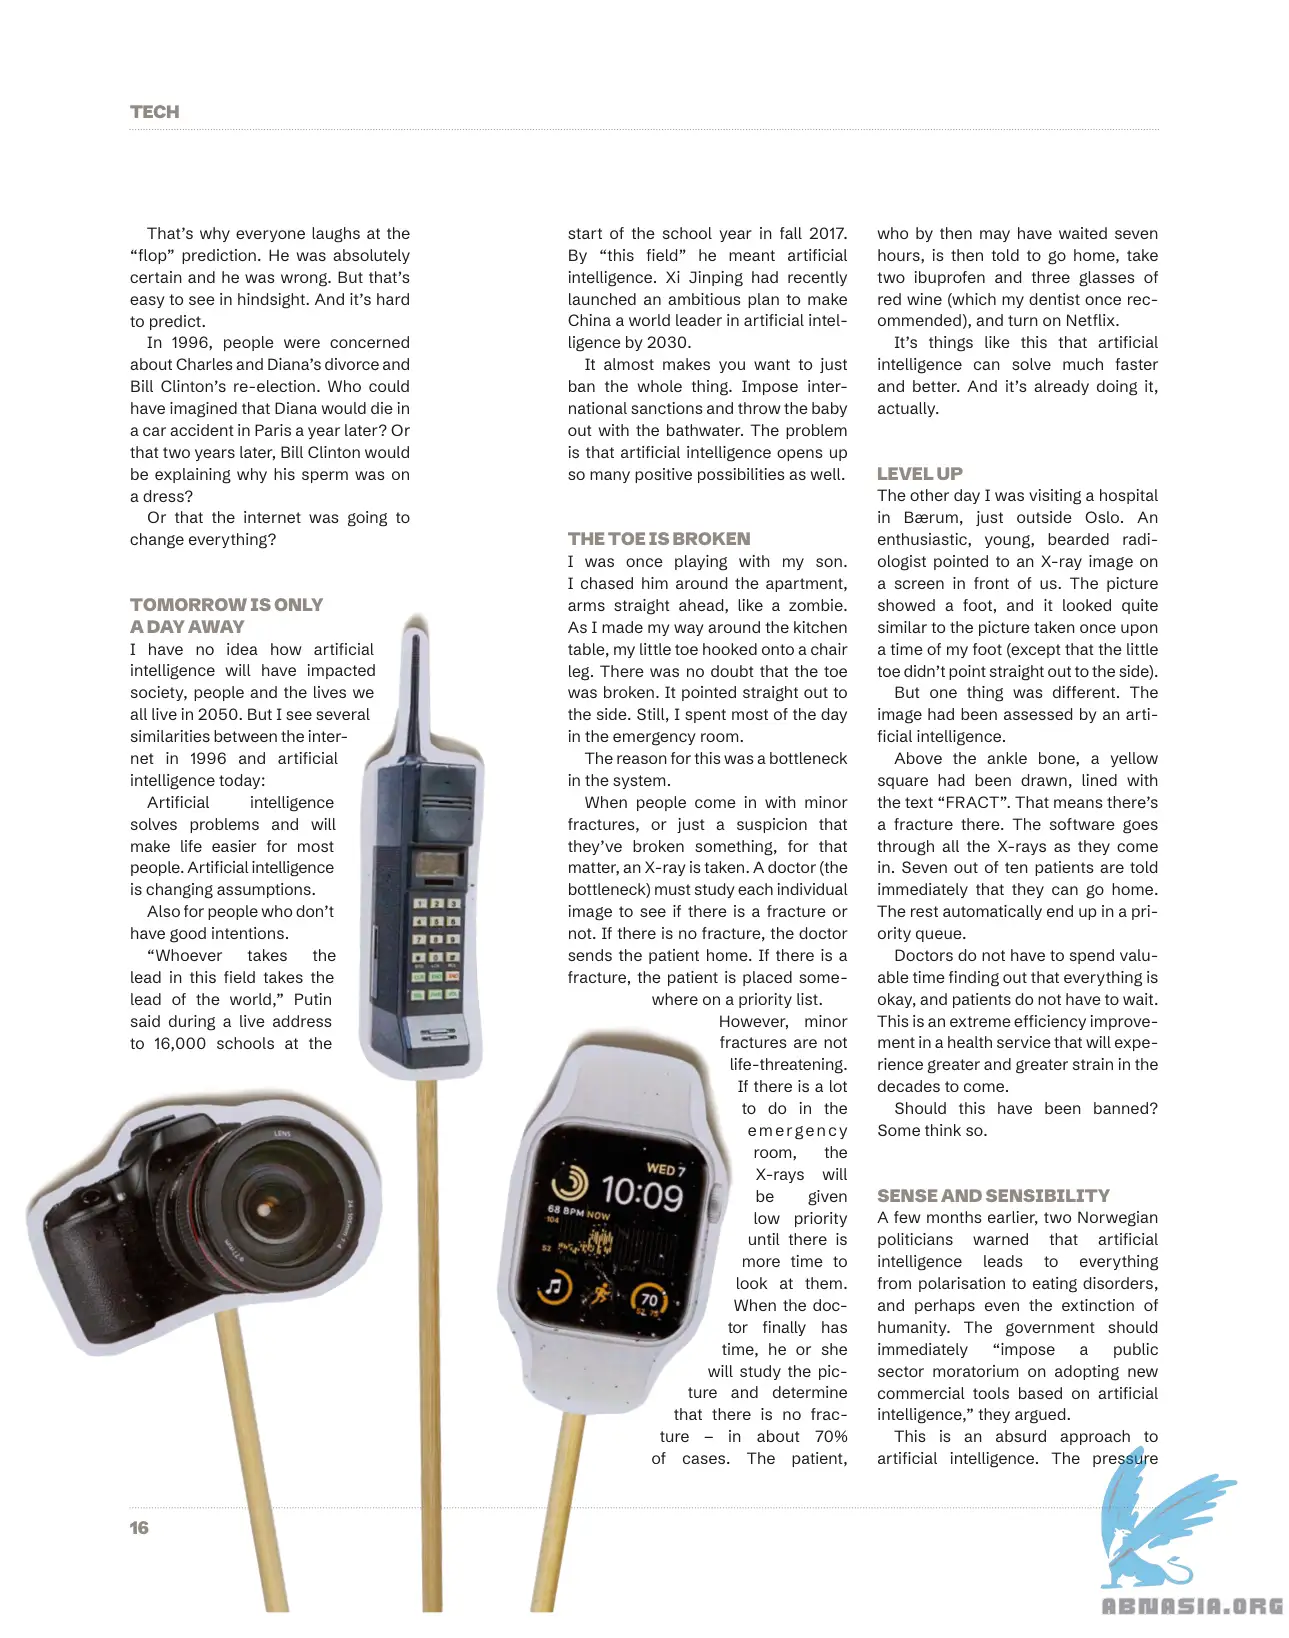 TECH
That's why everyone laughs at the
“flop” prediction. He was absolutely
certain and he was wrong. But that's
easy to see in hindsight. And it's hard
to predict.
In 1996, people were concerned
about Charles and Diana's divorce and
Bill Clinton's re-election. Who could
have imagined that Diana would die in
a car accident in Paris a year later? Or
that two years later, Bill Clinton would
be explaining why his sperm was on
a dress?
Or that the internet was going to
change everything?
TOMORROW IS ONLY
A DAY AWAY
I have no idea how artificial
intelligence will have impacted
society, people and the lives we
all live in 2050. But I see several
similarities between the inter-
net in 1996 and artificial
intelligence today:
Artificial intelligence
solves problems and will
make life easier for most
people. Artificial intelligence
is changing assumptions.
Also for people who don't
have good intentions.
“Whoever takes the
lead in this field takes the
lead of the world,” Putin
said during a live address
to 16,000 schools at the
start of the school year in fall 2017.
By “this field” he meant artificial
intelligence. Xi Jinping had recently
launched an ambitious plan to make
China a world leader in artificial intel-
ligence by 2030.
It almost makes you want to just
ban the whole thing. Impose inter-
national sanctions and throw the baby
out with the bathwater. The problem
is that artificial intelligence opens up
so many positive possibilities as well.
THE TOE IS BROKEN
I was once playing with my son.
I chased him around the apartment,
arms straight ahead, like a zombie.
As I made my way around the kitchen
table, my little toe hooked onto a chair
leg. There was no doubt that the toe
was broken. It pointed straight out to
the side. Still, I spent most of the day
in the emergency room.
The reason for this was a bottleneck
in the system.
When people come in with minor
fractures, or just a suspicion that
they've broken something, for that
matter, an X-ray is taken. A doctor (the
bottleneck) must study each individual
image to see if there is a fracture or
not. If there is no fracture, the doctor
sends the patient home. If there is a
fracture, the patient is placed some-
where on a priority list.
However, minor
fractures are not
life-threatening.
If there is a lot
to do in the
emergency
room, the
X-rays will
be given
low priority
until there is
more time to
look at them.
When the doc-
tor finally has
time, he or she
will study the pic-
ture and determine
that there is no frac-
ture – in about 70%
of cases. The patient,
who by then may have waited seven
hours, is then told to go home, take
two ibuprofen and three glasses of
red wine (which my dentist once rec-
ommended), and turn on Netflix.
It's things like this that artificial
intelligence can solve much faster
and better. And it's already doing it,
actually.
LEVEL UP
The other day I was visiting a hospital
in Bærum, just outside Oslo. An
enthusiastic, young, bearded radi-
ologist pointed to an X-ray image on
a screen in front of us. The picture
showed a foot, and it looked quite
similar to the picture taken once upon
a time of my foot (except that the little
toe didn't point straight out to the side).
But one thing was different. The
image had been assessed by an arti-
ficial intelligence.
Above the ankle bone, a yellow
square had been drawn, lined with
the text “FRACT”. That means there's
a fracture there. The software goes
through all the X-rays as they come
in. Seven out of ten patients are told
immediately that they can go home.
The rest automatically end up in a pri-
ority queue.
Doctors do not have to spend valu-
able time finding out that everything is
okay, and patients do not have to wait.
This is an extreme efficiency improve-
ment in a health service that will expe-
rience greater and greater strain in the
decades to come.
Should this have been banned?
Some think so.
SENSE AND SENSIBILITY
A few months earlier, two Norwegian
politicians warned that artificial
intelligence leads to everything
from polarisation to eating disorders,
and perhaps even the extinction of
humanity. The government should
immediately “impose a public
sector moratorium on adopting new
commercial tools based on artificial
intelligence,” they argued.
This is an absurd approach to
artificial intelligence. The pressure
LENS
WED 7
10:09
68 BPM NOW
104
52
70
1 2 3
4 5 6
7 8 9
16
ABNASIA.ORG